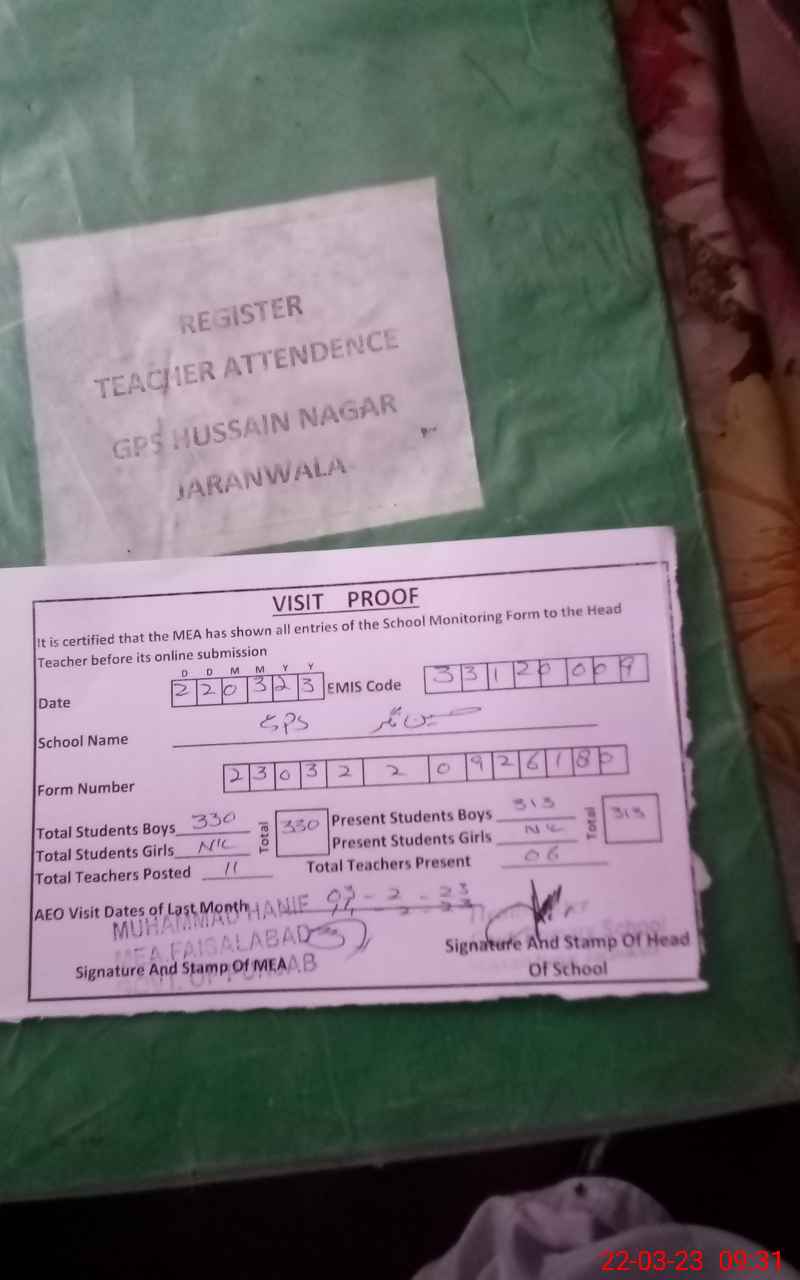 REGISTER
TEACHER ATTENDENCE
GPS HUSSAIN NAGAR
JARANWALA
VISIT PROOF
It is certified that the MEA has shown all entries of the School Monitoring Form to the Head
Teacher before its online submission
D D M M Y Y
Date 2 2 0 3 2 3 EMIS Code 3 3 1 2 0 0 0 9
School Name GPS حسین نگر
Form Number 2 3 0 3 2 2 0 9 2 6 1 8 0
Total Students Boys 330 Total 330 Present Students Boys 313 Total 313
Total Students Girls Nil Present Students Girls Nil
Total Teachers Posted 11 Total Teachers Present 06
AEO Visit Dates of Last Month - 2 - 23
MUHAMMAD HANIF
MEA FAISALABAD
GOVT. OF PUNJAB
Signature And Stamp Of MEA
Signature And Stamp Of Head
Of School
22-03-23 09:31